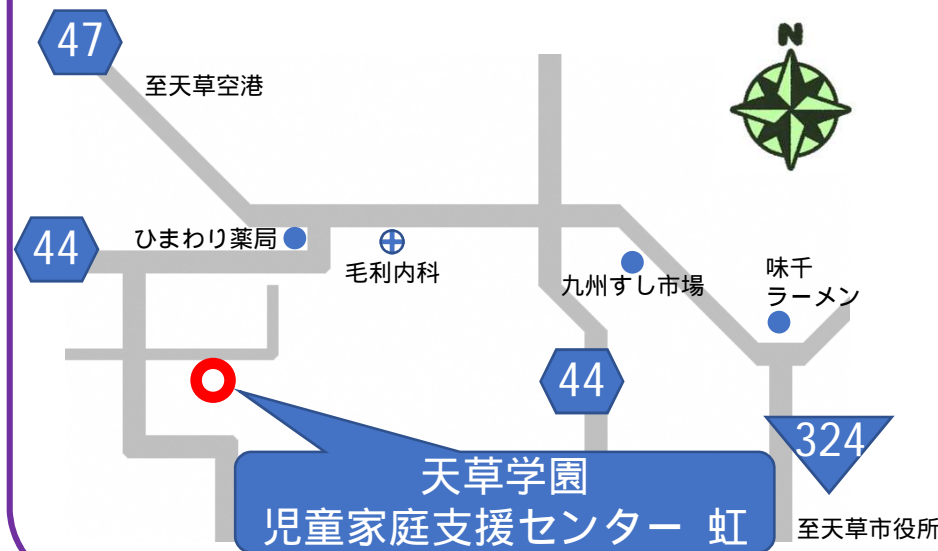 47
至天草空港
N
44
ひまわり薬局
毛利内科
九州すし市場
味千
ラーメン
44
324
天草学園
児童家庭支援センター 虹
至天草市役所